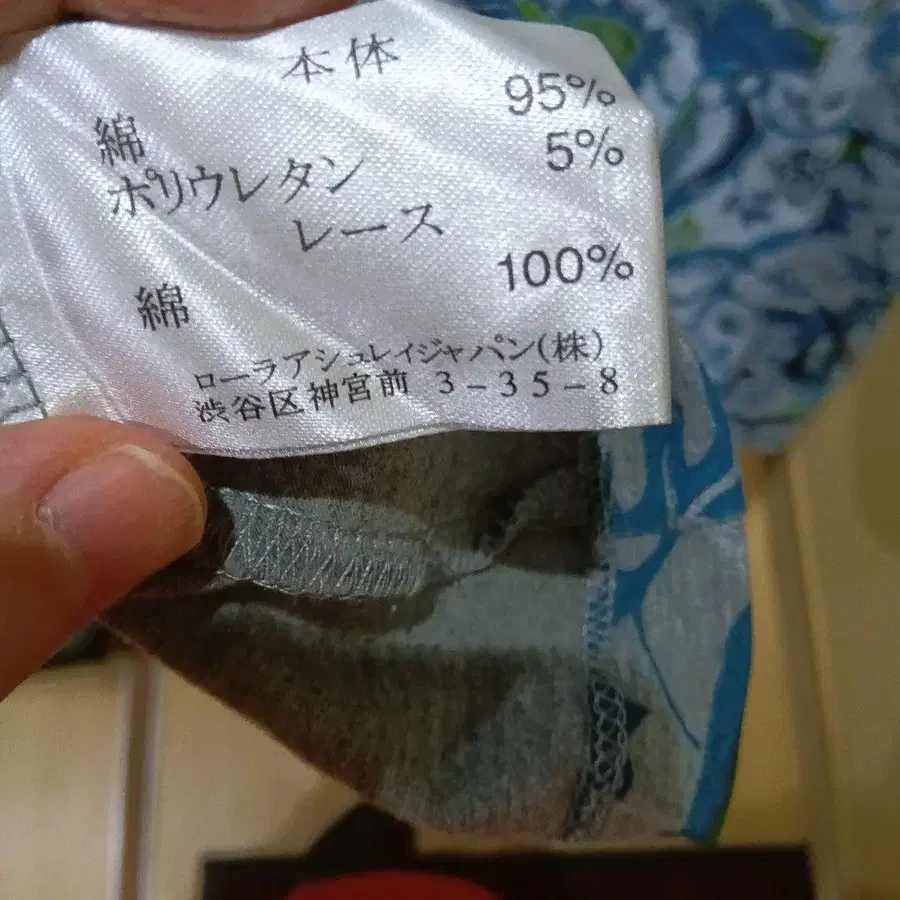 本体
綿 95%
ポリウレタン 5%
レース
綿 100%
ローラアシュレイジャパン(株)
渋谷区神宮前 3-35-8